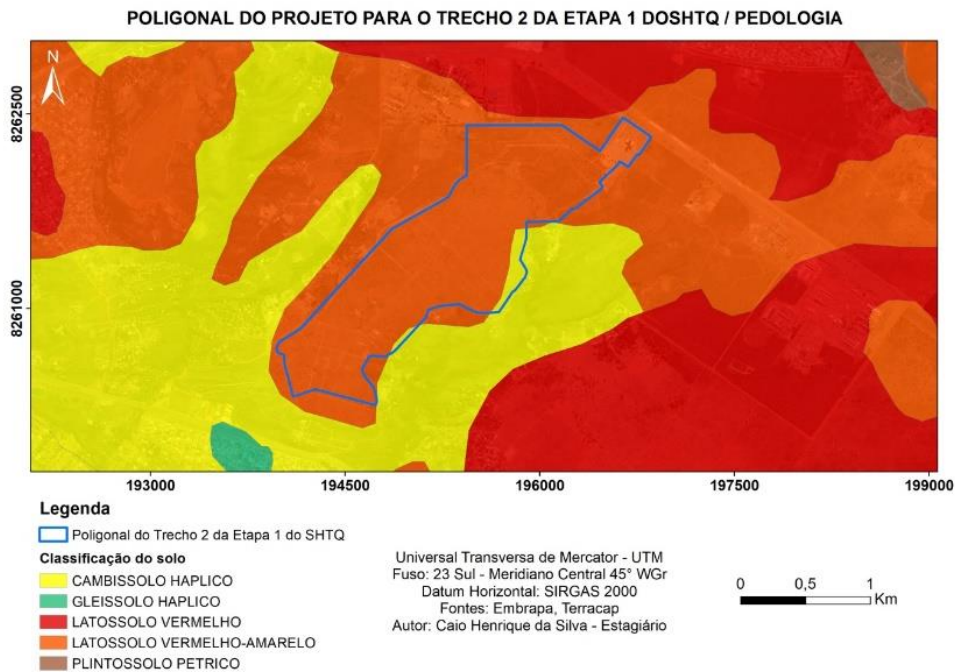 POLIGONAL DO PROJETO PARA O TRECHO 2 DA ETAPA 1 DOSHTQ / PEDOLOGIA
N
8262500
8261000
193000
194500
196000
197500
199000
Legenda
Poligonal do Trecho 2 da Etapa 1 do SHTQ
Classificação do solo
CAMBISSOLO HAPLICO
GLEISSOLO HAPLICO
LATOSSOLO VERMELHO
LATOSSOLO VERMELHO-AMARELO
PLINTOSSOLO PETRICO
Universal Transversa de Mercator - UTM
Fuso: 23 Sul - Meridiano Central 45° WGr
Datum Horizontal: SIRGAS 2000
Fontes: Embrapa, Terracap
Autor: Caio Henrique da Silva - Estagiário
0 0,5 1
Km